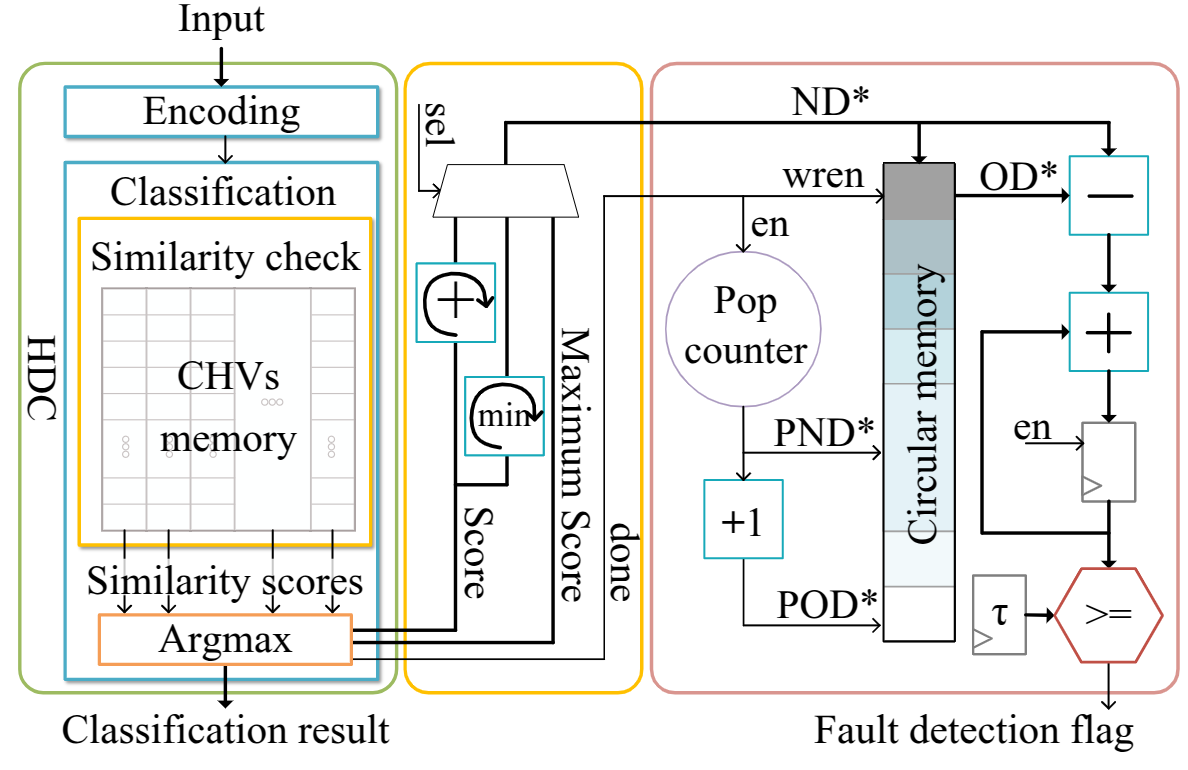 Input
HDC
Encoding
Classification
Similarity check
CHVs
memory
Similarity scores
Argmax
Classification result
sel
+
min
Score
Maximum Score
done
ND*
wren
en
Pop
counter
PND*
+1
POD*
Circular memory
OD*
−
+
en
τ
>=
Fault detection flag